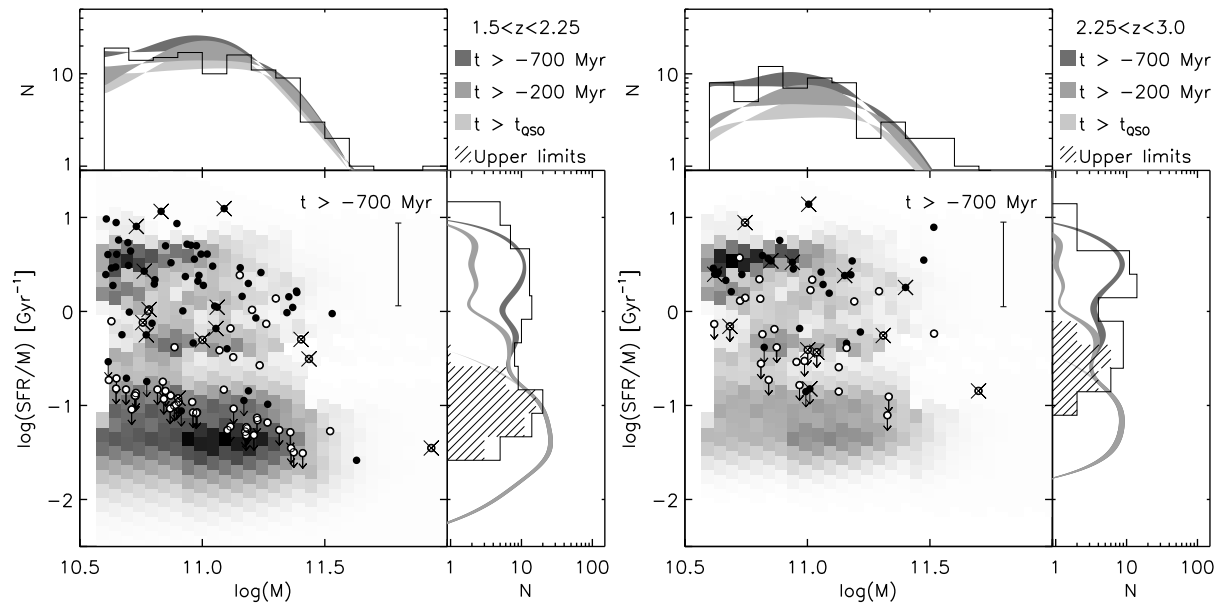 1.5<z<2.25
t > −700 Myr
t > −200 Myr
t > tQSO
Upper limits
N
10
1
t > −700 Myr
log(SFR/M) [Gyr⁻¹]
1
0
−1
−2
10.5
11.0
11.5
log(M)
1
10
100
N
2.25<z<3.0
t > −700 Myr
t > −200 Myr
t > tQSO
Upper limits
N
10
1
t > −700 Myr
log(SFR/M) [Gyr⁻¹]
1
0
−1
−2
10.5
11.0
11.5
log(M)
1
10
100
N